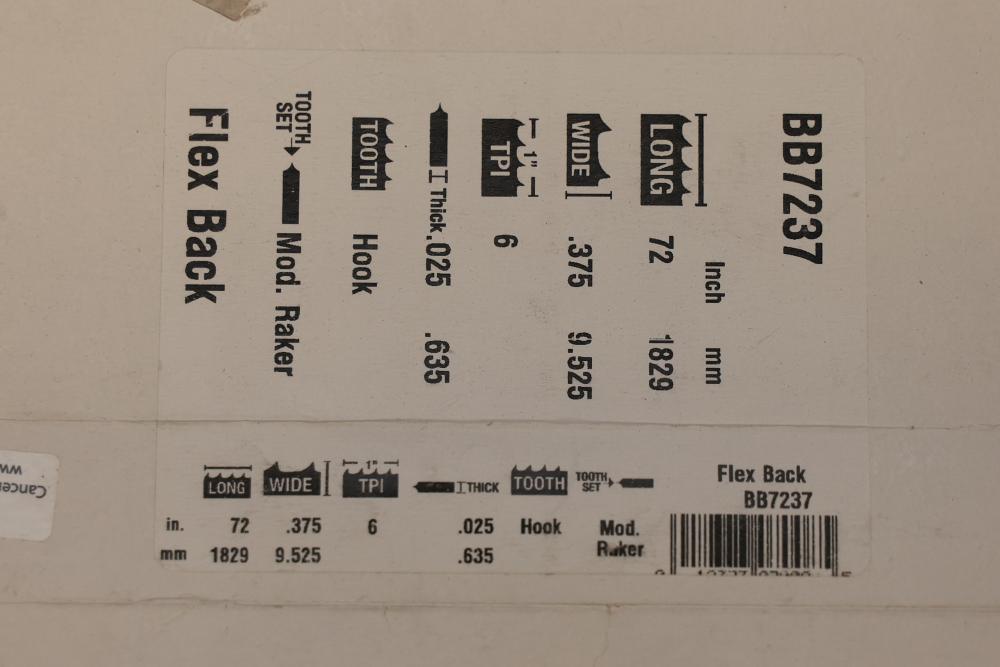 BB7237
Inch mm
LONG 72 1829
WIDE .375 9.525
1" TPI 6
Thick .025 .635
TOOTH Hook
TOOTH SET Mod. Raker
Flex Back
LONG WIDE 1" TPI THICK TOOTH TOOTH SET
in. 72 .375 6 .025 Hook Mod. Raker
mm 1829 9.525 .635
Flex Back
BB7237